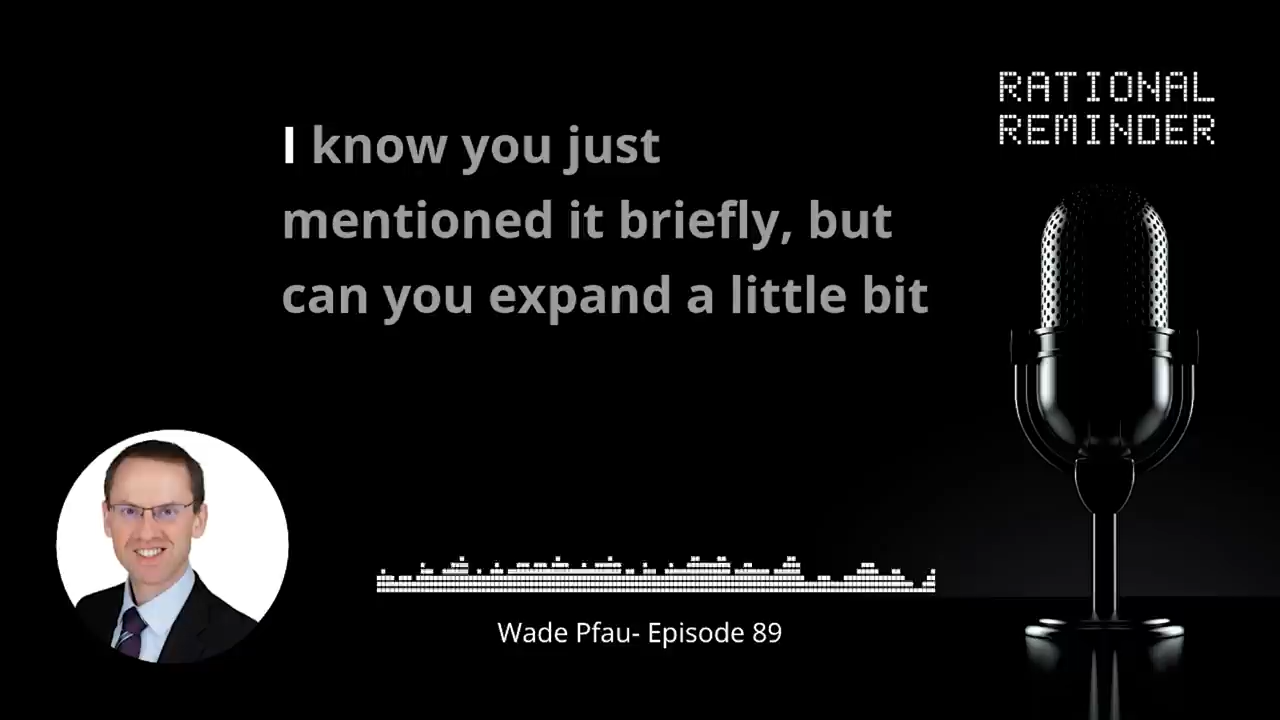 RATIONAL
REMINDER
I know you just
mentioned it briefly, but
can you expand a little bit
Wade Pfau- Episode 89